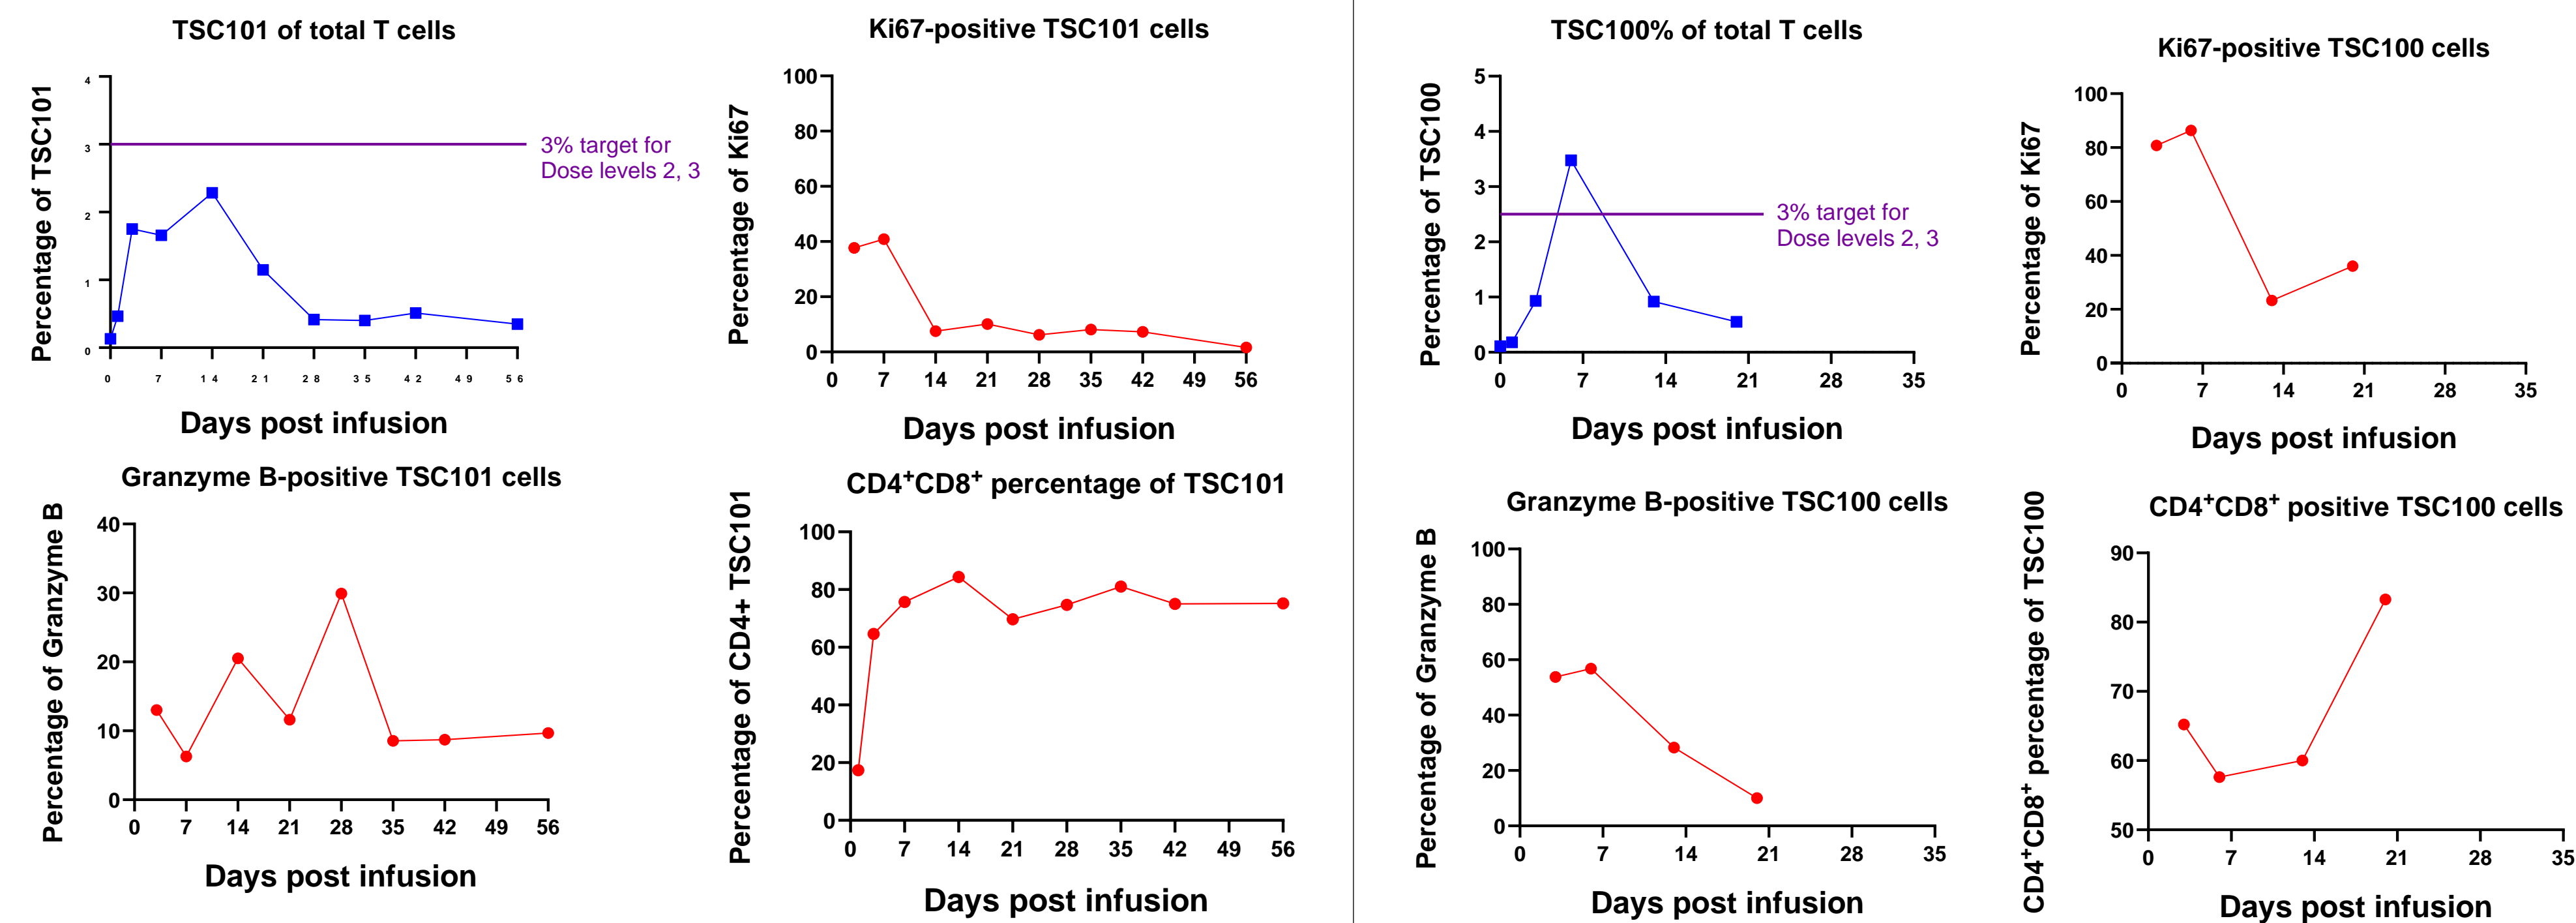 TSC101 of total T cells
Percentage of TSC101
4
3
2
1
0
0 7 14 21 28 35 42 49 56
3% target for
Dose levels 2, 3
Days post infusion
Ki67-positive TSC101 cells
Percentage of Ki67
100
80
60
40
20
0
0 7 14 21 28 35 42 49 56
Days post infusion
TSC100% of total T cells
Percentage of TSC100
5
4
3
2
1
0
0 7 14 21 28 35
3% target for
Dose levels 2, 3
Days post infusion
Ki67-positive TSC100 cells
Percentage of Ki67
100
80
60
40
20
0
0 7 14 21 28 35
Days post infusion
Granzyme B-positive TSC101 cells
Percentage of Granzyme B
40
30
20
10
0
0 7 14 21 28 35 42 49 56
Days post infusion
CD4⁺CD8⁺ percentage of TSC101
Percentage of CD4+ TSC101
100
80
60
40
20
0
0 7 14 21 28 35 42 49 56
Days post infusion
Granzyme B-positive TSC100 cells
Percentage of Granzyme B
100
80
60
40
20
0
0 7 14 21 28 35
Days post infusion
CD4⁺CD8⁺ positive TSC100 cells
CD4⁺CD8⁺ percentage of TSC100
90
80
70
60
50
0 7 14 21 28 35
Days post infusion